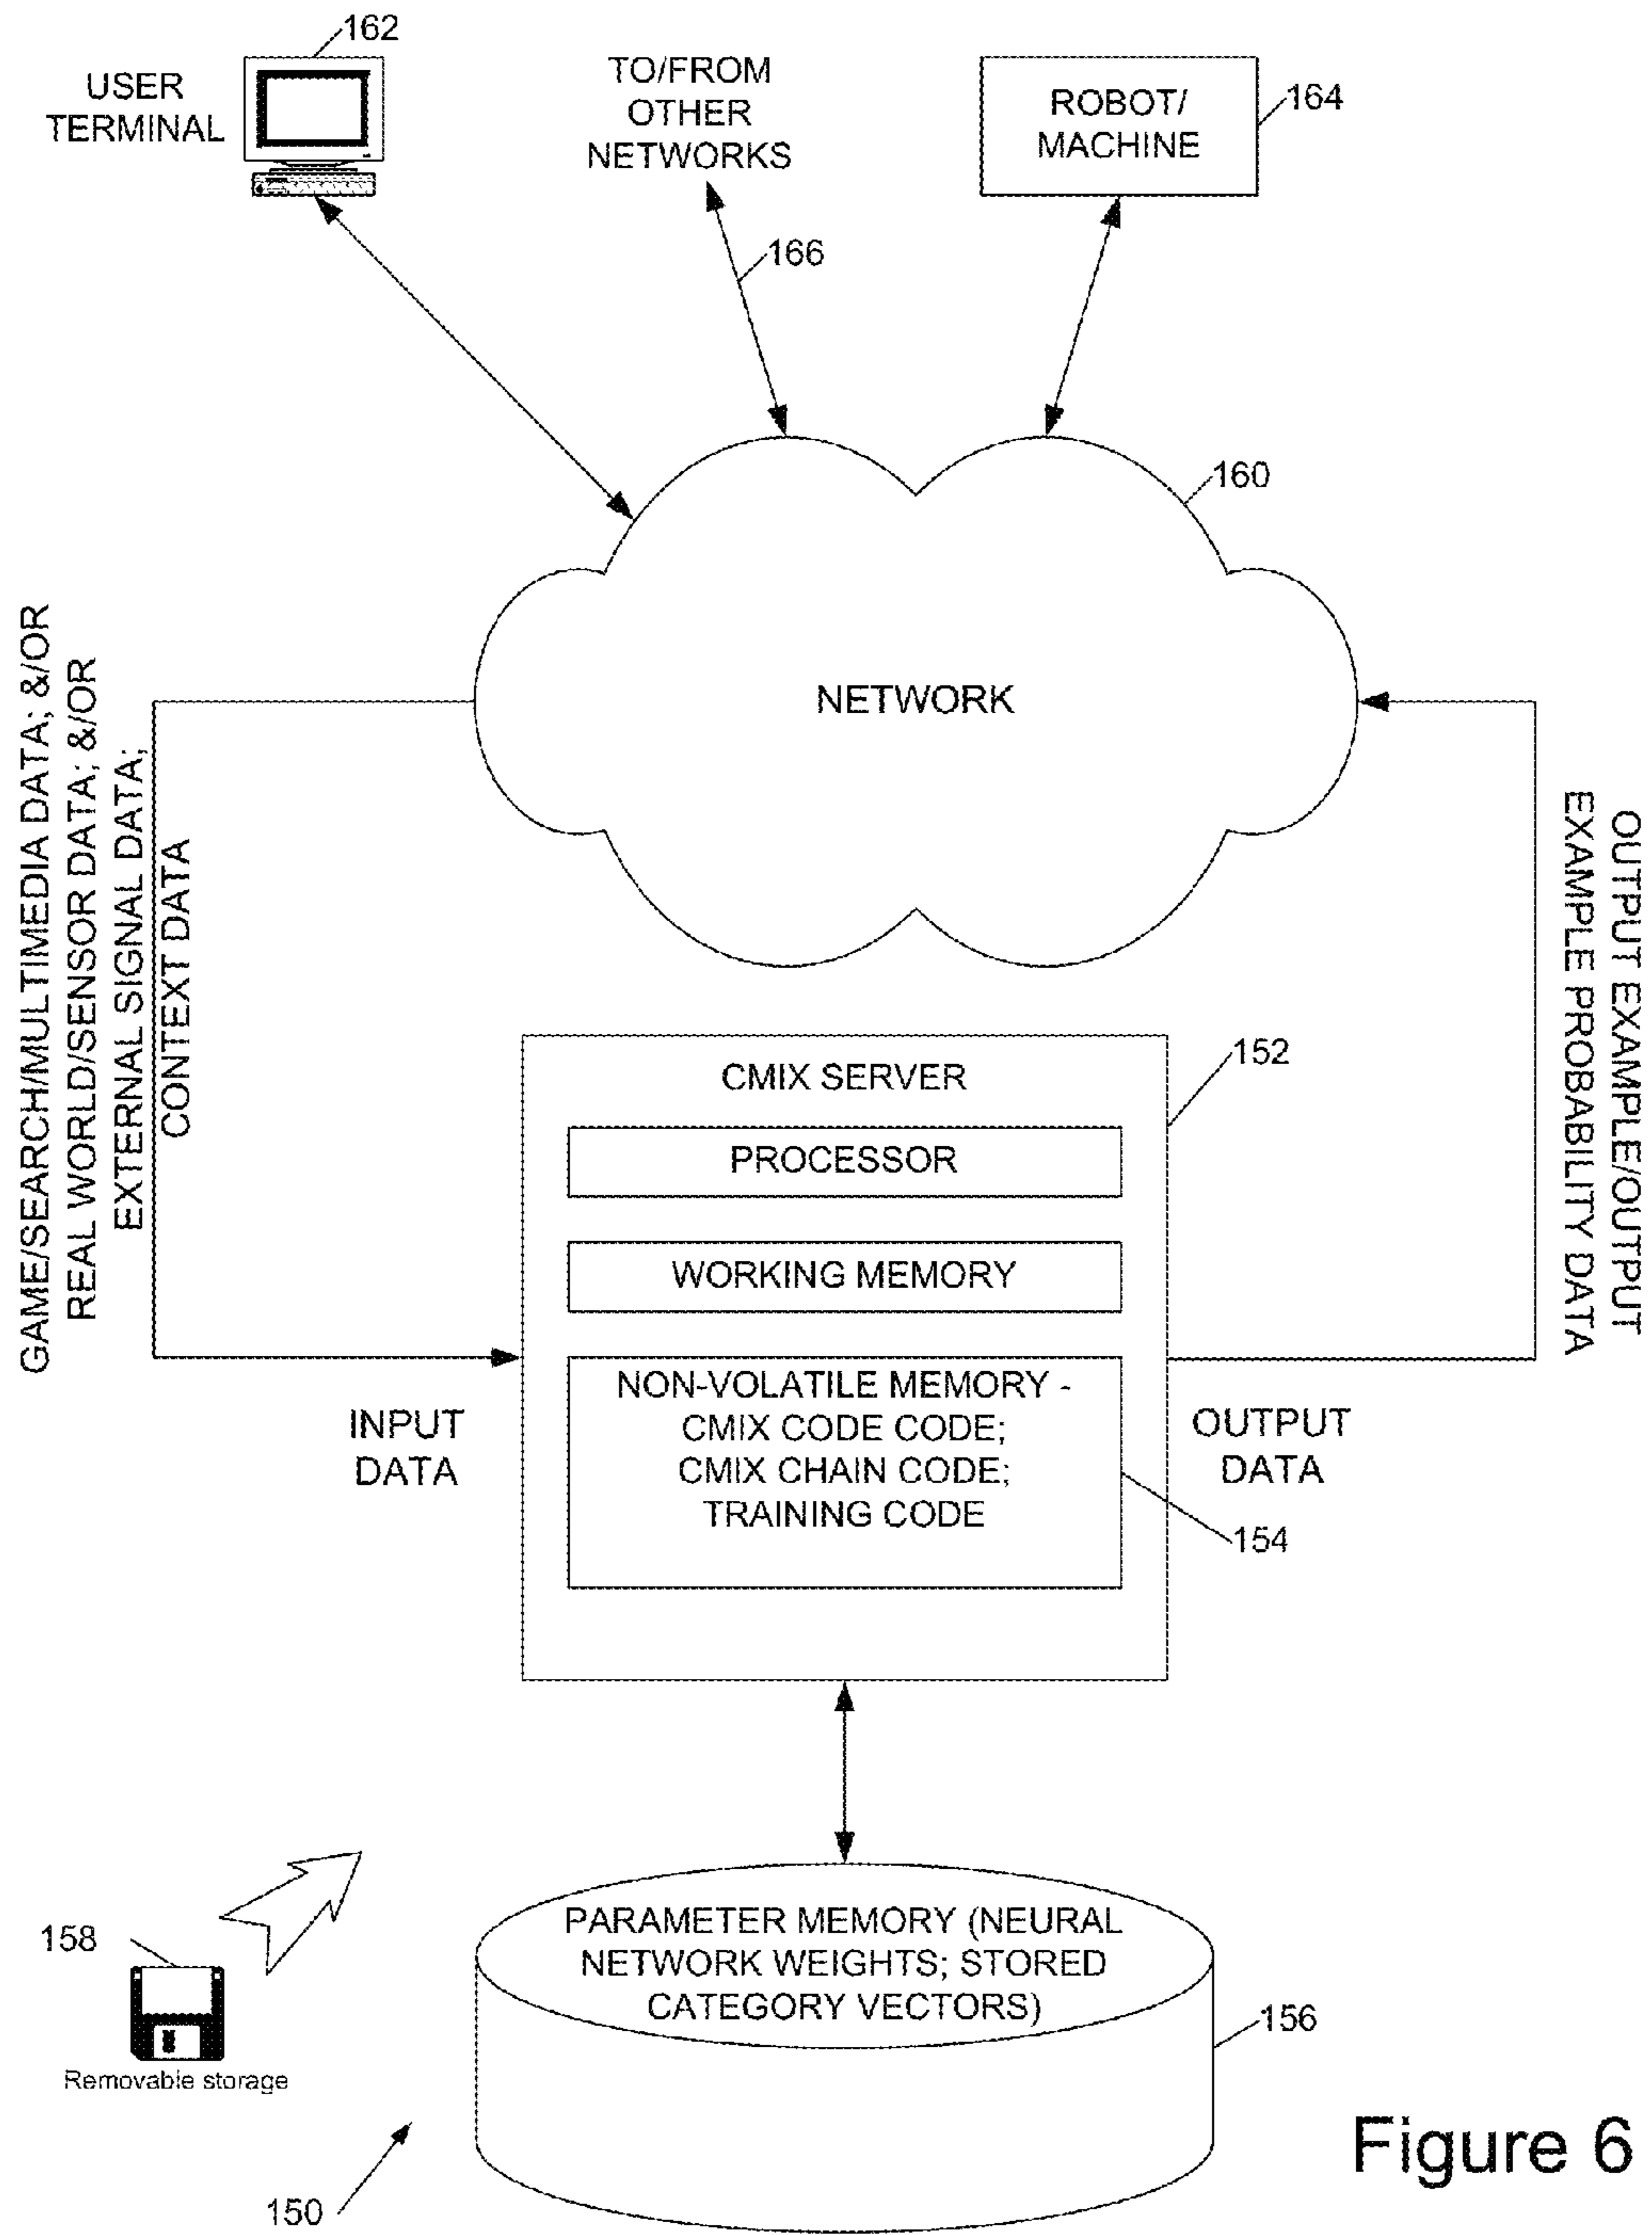 162
USER
TERMINAL
TO/FROM
OTHER
NETWORKS
ROBOT/
MACHINE
164
166
160
NETWORK
GAME/SEARCH/MULTIMEDIA DATA; &/OR
REAL WORLD/SENSOR DATA; &/OR
EXTERNAL SIGNAL DATA;
CONTEXT DATA
OUTPUT EXAMPLE/OUTPUT
EXAMPLE PROBABILITY DATA
152
CMIX SERVER
PROCESSOR
WORKING MEMORY
NON-VOLATILE MEMORY -
CMIX CODE CODE;
CMIX CHAIN CODE;
TRAINING CODE
INPUT
DATA
OUTPUT
DATA
154
PARAMETER MEMORY (NEURAL
NETWORK WEIGHTS; STORED
CATEGORY VECTORS)
158
156
Removable storage
150
Figure 6